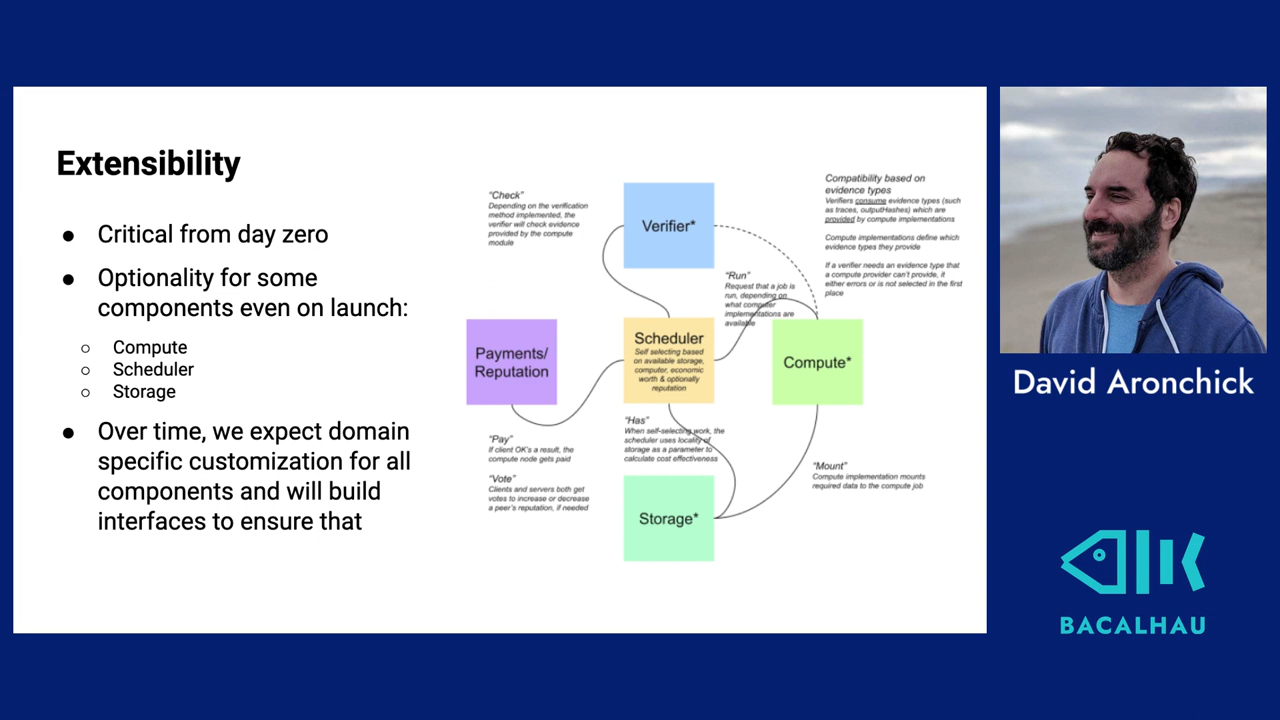 Extensibility
● Critical from day zero
● Optionality for some
components even on launch:
○ Compute
○ Scheduler
○ Storage
● Over time, we expect domain
specific customization for all
components and will build
interfaces to ensure that
"Check"
Depending on the verification
method implemented, the
verifier will check evidence
provided by the compute
module
Verifier*
Compatibility based on
evidence types
Verifiers consume evidence types (such
as traces, outputHashes) which are
provided by compute implementations
Compute implementations define which
evidence types they provide
If a verifier needs an evidence type that
a compute provider can't provide, it
either errors or is not selected in the first
place
"Run"
Request that a job is
run, depending on
what computer
implementations are
available
Payments/
Reputation
Scheduler
Self selecting based
on available storage,
computer, economic
worth & optionally
reputation
Compute*
"Pay"
If client OK's a result, the
compute node gets paid
"Vote"
Clients and servers both get
votes to increase or decrease
a peer's reputation, if needed
"Has"
When self-selecting work, the
scheduler uses locality of
storage as a parameter to
calculate cost effectiveness
"Mount"
Compute implementation mounts
required data to the compute job
Storage*
David Aronchick
BACALHAU